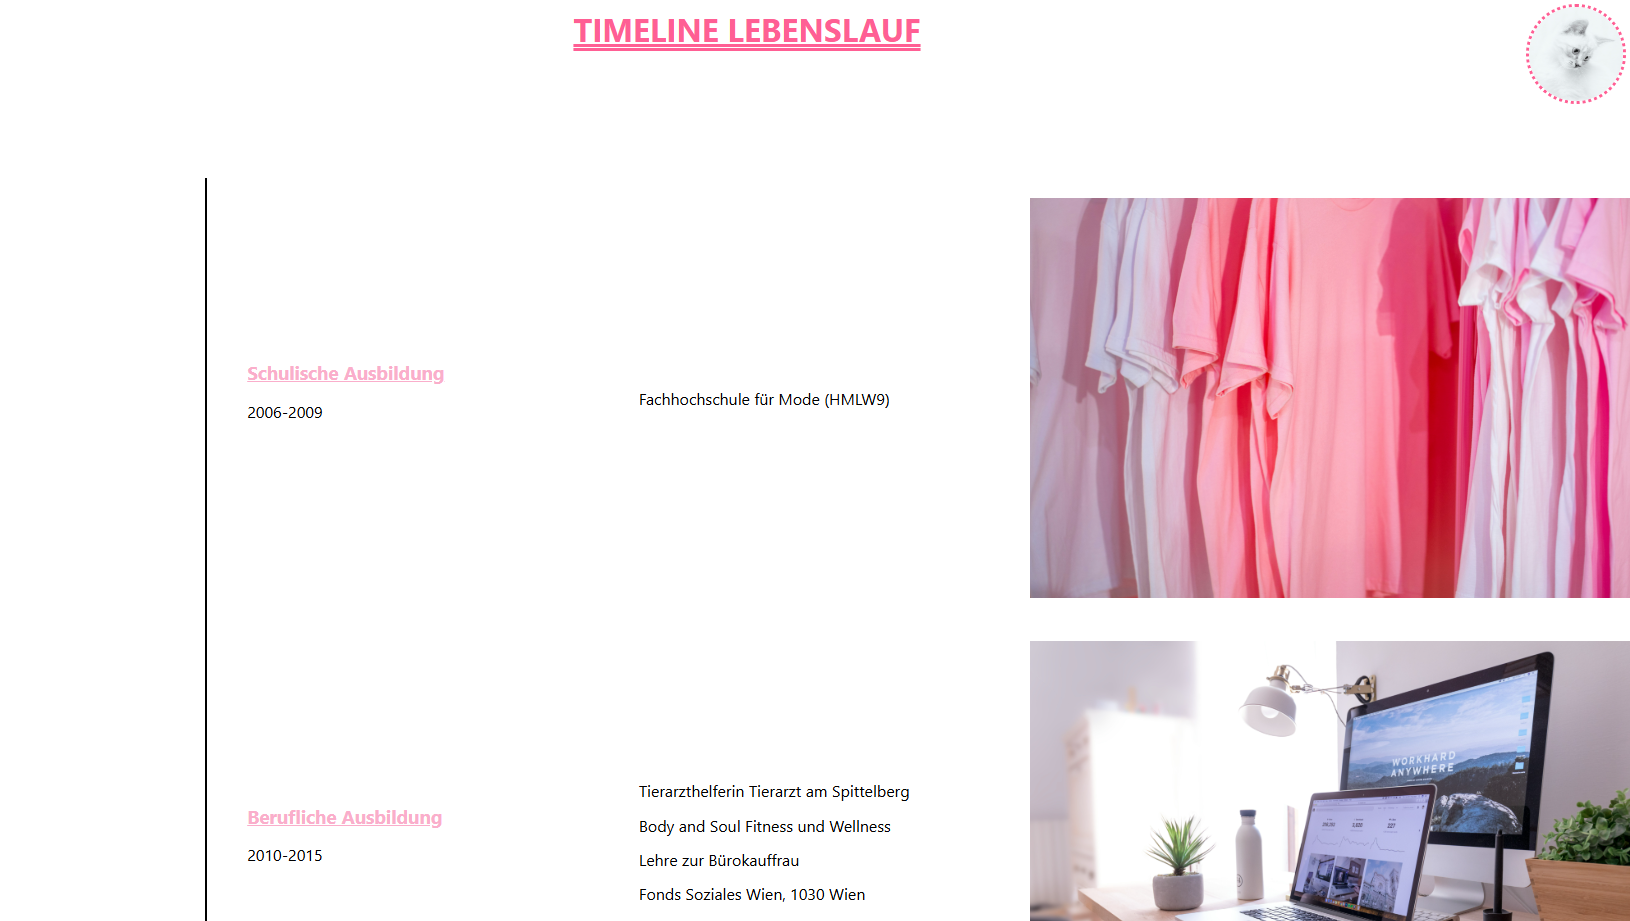 TIMELINE LEBENSLAUF
Schulische Ausbildung
2006-2009
Fachhochschule für Mode (HMLW9)
Berufliche Ausbildung
2010-2015
Tierarzthelferin Tierarzt am Spittelberg
Body and Soul Fitness und Wellness
Lehre zur Bürokauffrau
Fonds Soziales Wien, 1030 Wien
WORKHARD
ANYWHERE